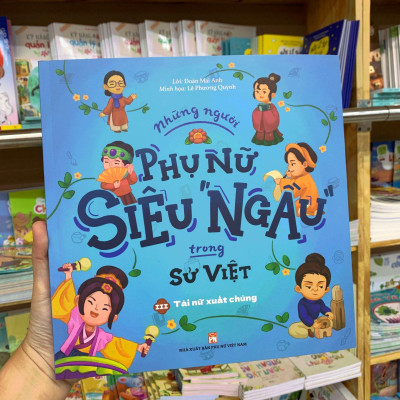 Lời: Đoàn Mai Anh
Minh họa: Lê Phương Quỳnh
Những người
PHỤ NỮ
SIÊU "NGẦU"
trong
SỬ VIỆT
III Tài nữ xuất chúng
NHÀ XUẤT BẢN PHỤ NỮ VIỆT NAM